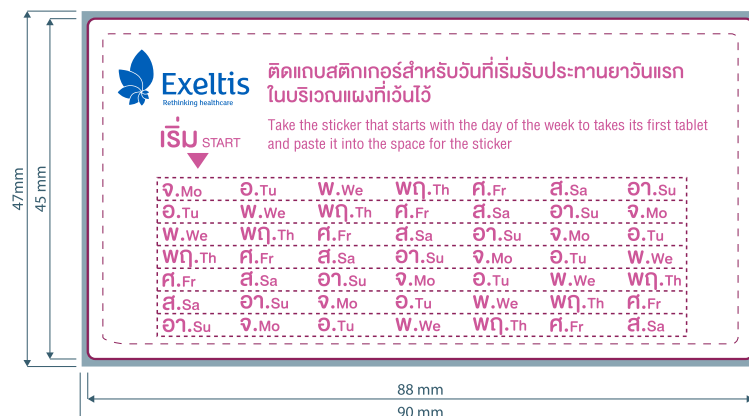 Exeltis
Rethinking healthcare
ติดแถบสติกเกอร์สำหรับวันที่เริ่มรับประทานยาวันแรก
ในบริเวณแผงที่เว้นไว้
เริ่ม START
Take the sticker that starts with the day of the week to takes its first tablet
and paste it into the space for the sticker
จ.Mo อ.Tu พ.We พฤ.Th ศ.Fr ส.Sa อา.Su
อ.Tu พ.We พฤ.Th ศ.Fr ส.Sa อา.Su จ.Mo
พ.We พฤ.Th ศ.Fr ส.Sa อา.Su จ.Mo อ.Tu
พฤ.Th ศ.Fr ส.Sa อา.Su จ.Mo อ.Tu พ.We
ศ.Fr ส.Sa อา.Su จ.Mo อ.Tu พ.We พฤ.Th
ส.Sa อา.Su จ.Mo อ.Tu พ.We พฤ.Th ศ.Fr
อา.Su จ.Mo อ.Tu พ.We พฤ.Th ศ.Fr ส.Sa
47mm
45 mm
88 mm
90 mm